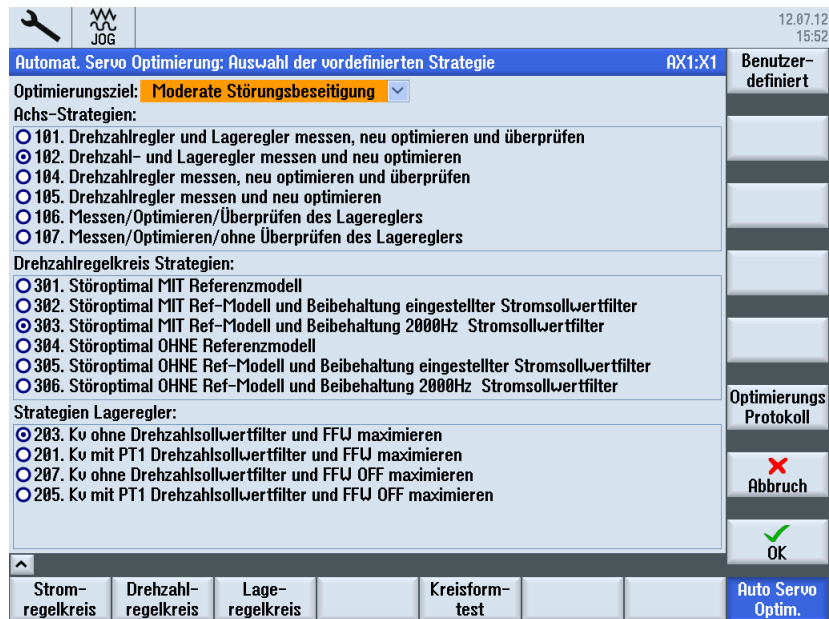 JOG
12.07.12
15:52
Automat. Servo Optimierung: Auswahl der vordefinierten Strategie AX1:X1
Optimierungsziel: Moderate Störungsbeseitigung
Achs-Strategien:
101. Drehzahlregler und Lageregler messen, neu optimieren und überprüfen
102. Drehzahl- und Lageregler messen und neu optimieren
104. Drehzahlregler messen, neu optimieren und überprüfen
105. Drehzahlregler messen und neu optimieren
106. Messen/Optimieren/Überprüfen des Lagereglers
107. Messen/Optimieren/ohne Überprüfen des Lagereglers
Drehzahlregelkreis Strategien:
301. Störoptimal MIT Referenzmodell
302. Störoptimal MIT Ref-Modell und Beibehaltung eingestellter Stromsollwertfilter
303. Störoptimal MIT Ref-Modell und Beibehaltung 2000Hz Stromsollwertfilter
304. Störoptimal OHNE Referenzmodell
305. Störoptimal OHNE Ref-Modell und Beibehaltung eingestellter Stromsollwertfilter
306. Störoptimal OHNE Ref-Modell und Beibehaltung 2000Hz Stromsollwertfilter
Strategien Lageregler:
203. Kv ohne Drehzahlsollwertfilter und FFW maximieren
201. Kv mit PT1 Drehzahlsollwertfilter und FFW maximieren
207. Kv ohne Drehzahlsollwertfilter und FFW OFF maximieren
205. Kv mit PT1 Drehzahlsollwertfilter und FFW OFF maximieren
Benutzer-
definiert
Optimierungs
Protokoll
Abbruch
OK
Strom-
regelkreis
Drehzahl-
regelkreis
Lage-
regelkreis
Kreisform-
test
Auto Servo
Optim.